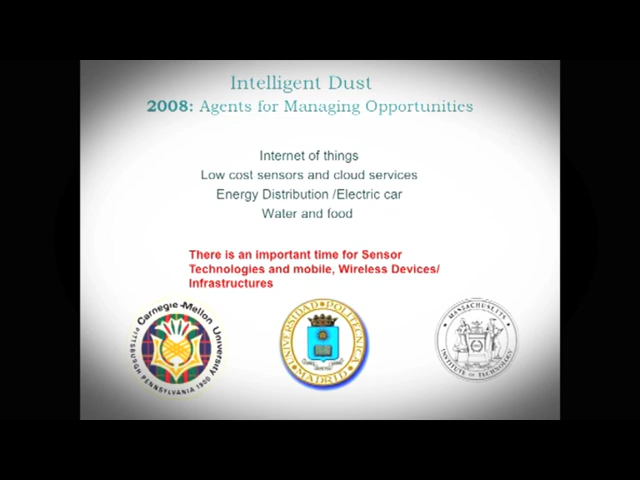 Intelligent Dust
2008: Agents for Managing Opportunities
Internet of things
Low cost sensors and cloud services
Energy Distribution /Electric car
Water and food
There is an important time for Sensor
Technologies and mobile, Wireless Devices/
Infrastructures
Carnegie-Mellon University
PITTSBURGH PENNSYLVANIA 1900
UNIVERSIDAD POLITECNICA
MADRID
MASSACHUSETTS
INSTITUTE OF TECHNOLOGY